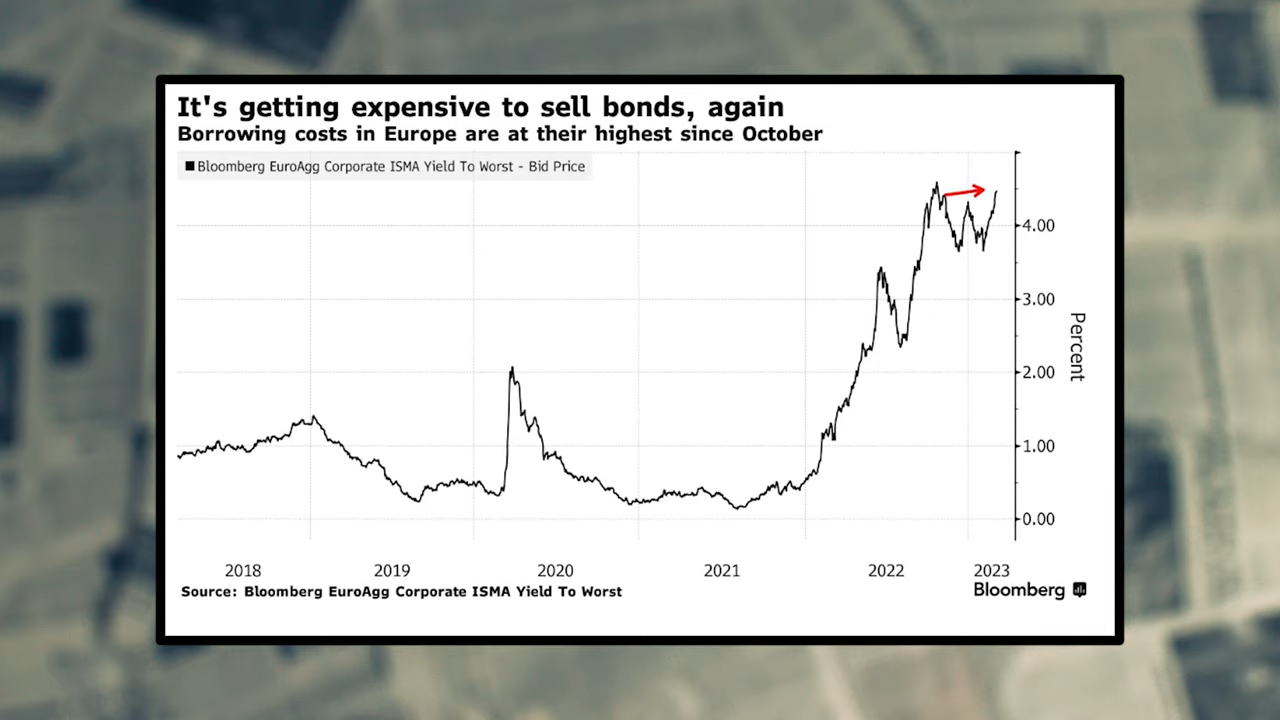 It's getting expensive to sell bonds, again
Borrowing costs in Europe are at their highest since October
Bloomberg EuroAgg Corporate ISMA Yield To Worst - Bid Price
4.00
3.00
2.00
1.00
0.00
Percent
2018 2019 2020 2021 2022 2023
Source: Bloomberg EuroAgg Corporate ISMA Yield To Worst
Bloomberg